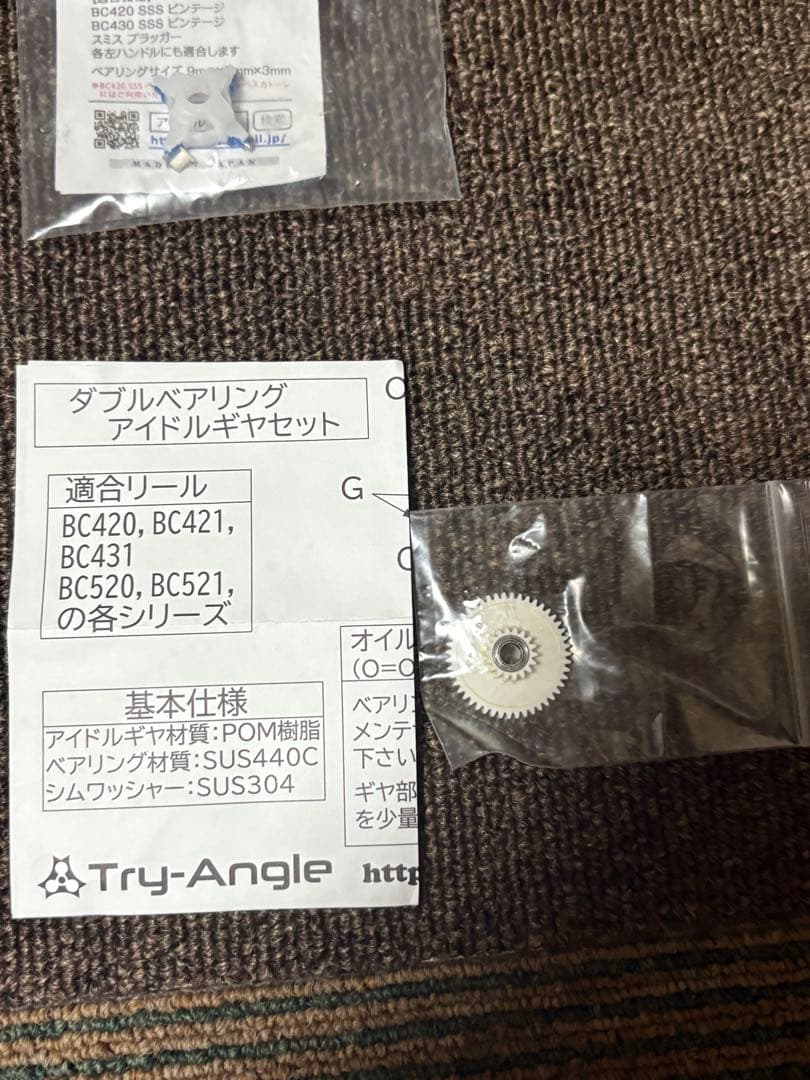 BC420 SSS ビンテージ
BC430 SSS ビンテージ
スミス プラッガー
各左ハンドルにも適合します
ベアリングサイズ 9m ×3mm
検索
MAD JAPAN
ダブルベアリング
アイドルギヤセット
O
適合リール
BC420, BC421,
BC431
BC520, BC521,
の各シリーズ
G
基本仕様
アイドルギヤ材質:POM樹脂
ベアリング材質:SUS440C
シムワッシャー:SUS304
オイル
(O=O
ベアリン
メンテ
下さい
ギヤ部
を少量
Try-Angle
http